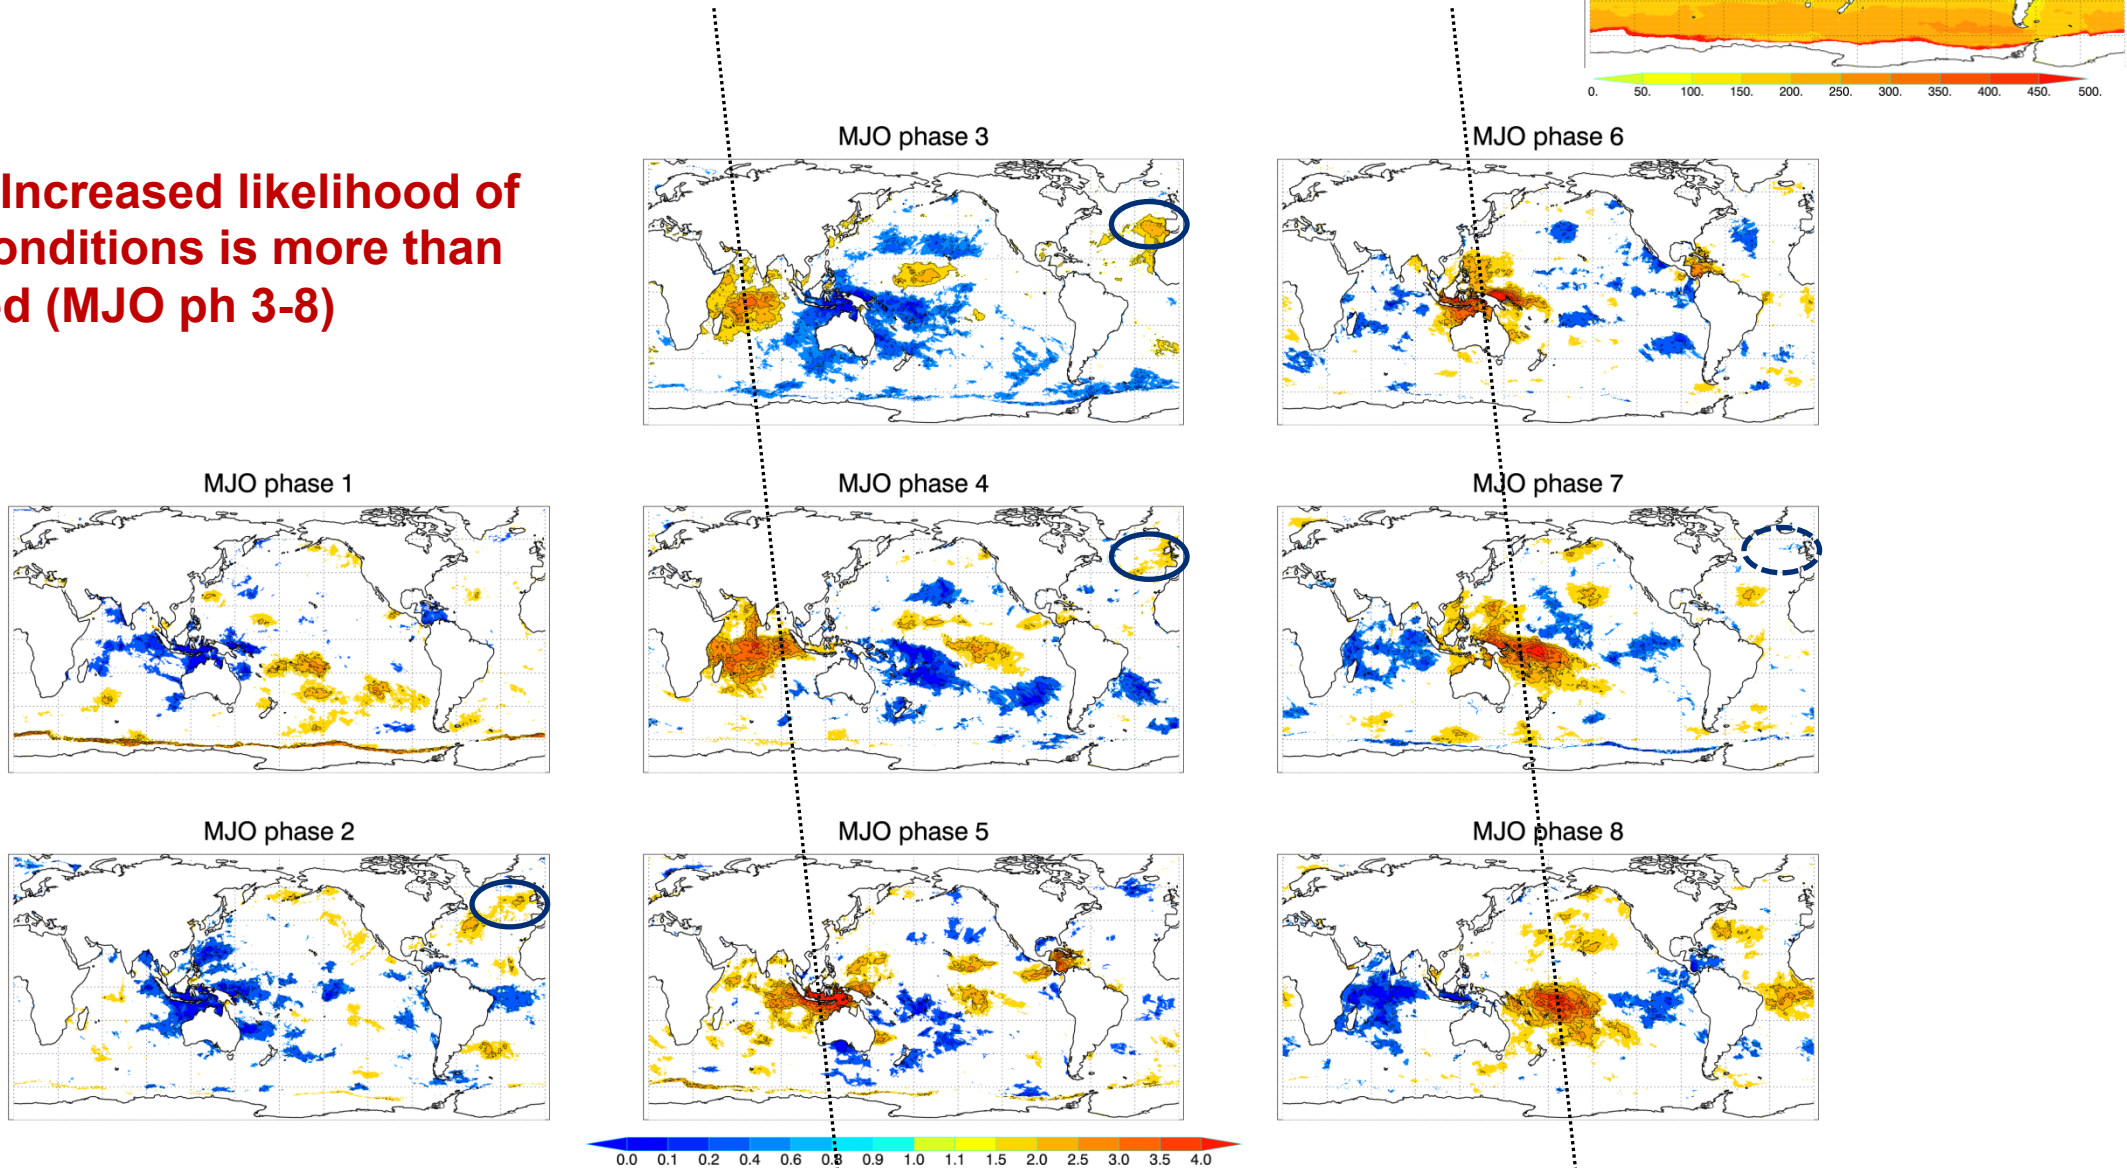 0. 50. 100. 150. 200. 250. 300. 350. 400. 450. 500.
Increased likelihood of
onditions is more than
d (MJO ph 3-8)
MJO phase 3
MJO phase 6
MJO phase 1
MJO phase 4
MJO phase 7
MJO phase 2
MJO phase 5
MJO phase 8
0.0 0.1 0.2 0.4 0.6 0.8 0.9 1.0 1.1 1.5 2.0 2.5 3.0 3.5 4.0